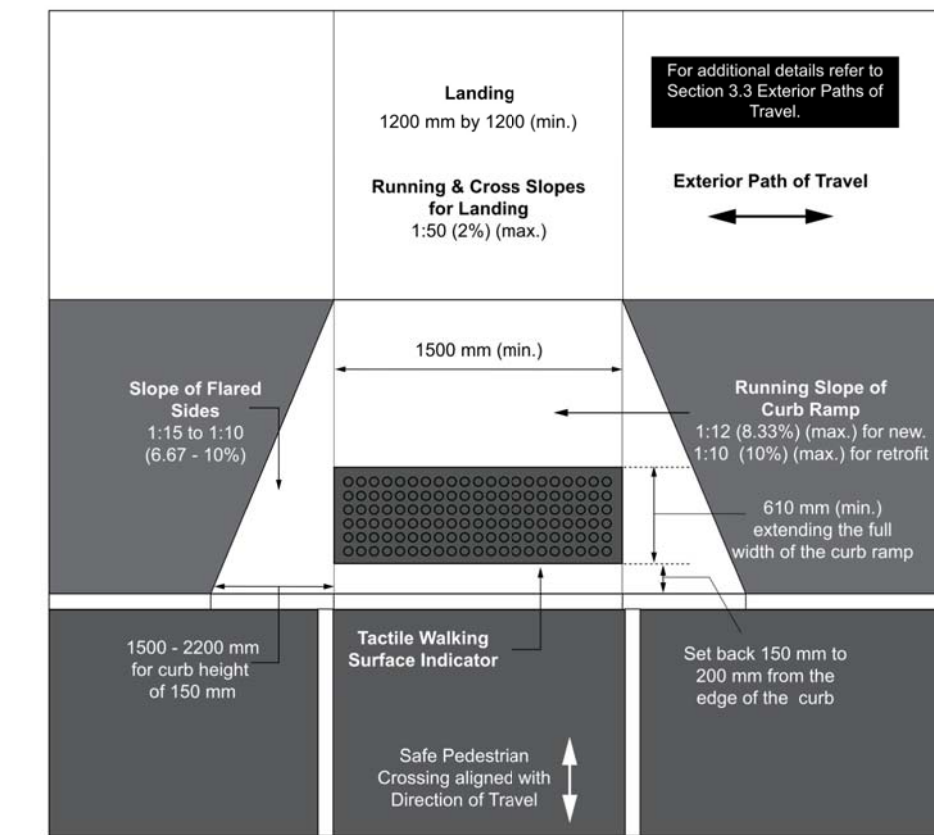 Landing
1200 mm by 1200 (min.)
Running & Cross Slopes
for Landing
1:50 (2%) (max.)
For additional details refer to
Section 3.3 Exterior Paths of
Travel.
Exterior Path of Travel
1500 mm (min.)
Slope of Flared
Sides
1:15 to 1:10
(6.67 - 10%)
Running Slope of
Curb Ramp
1:12 (8.33%) (max.) for new.
1:10 (10%) (max.) for retrofit
610 mm (min.)
extending the full
width of the curb ramp
1500 - 2200 mm
for curb height
of 150 mm
Tactile Walking
Surface Indicator
Set back 150 mm to
200 mm from the
edge of the curb
Safe Pedestrian
Crossing aligned with
Direction of Travel